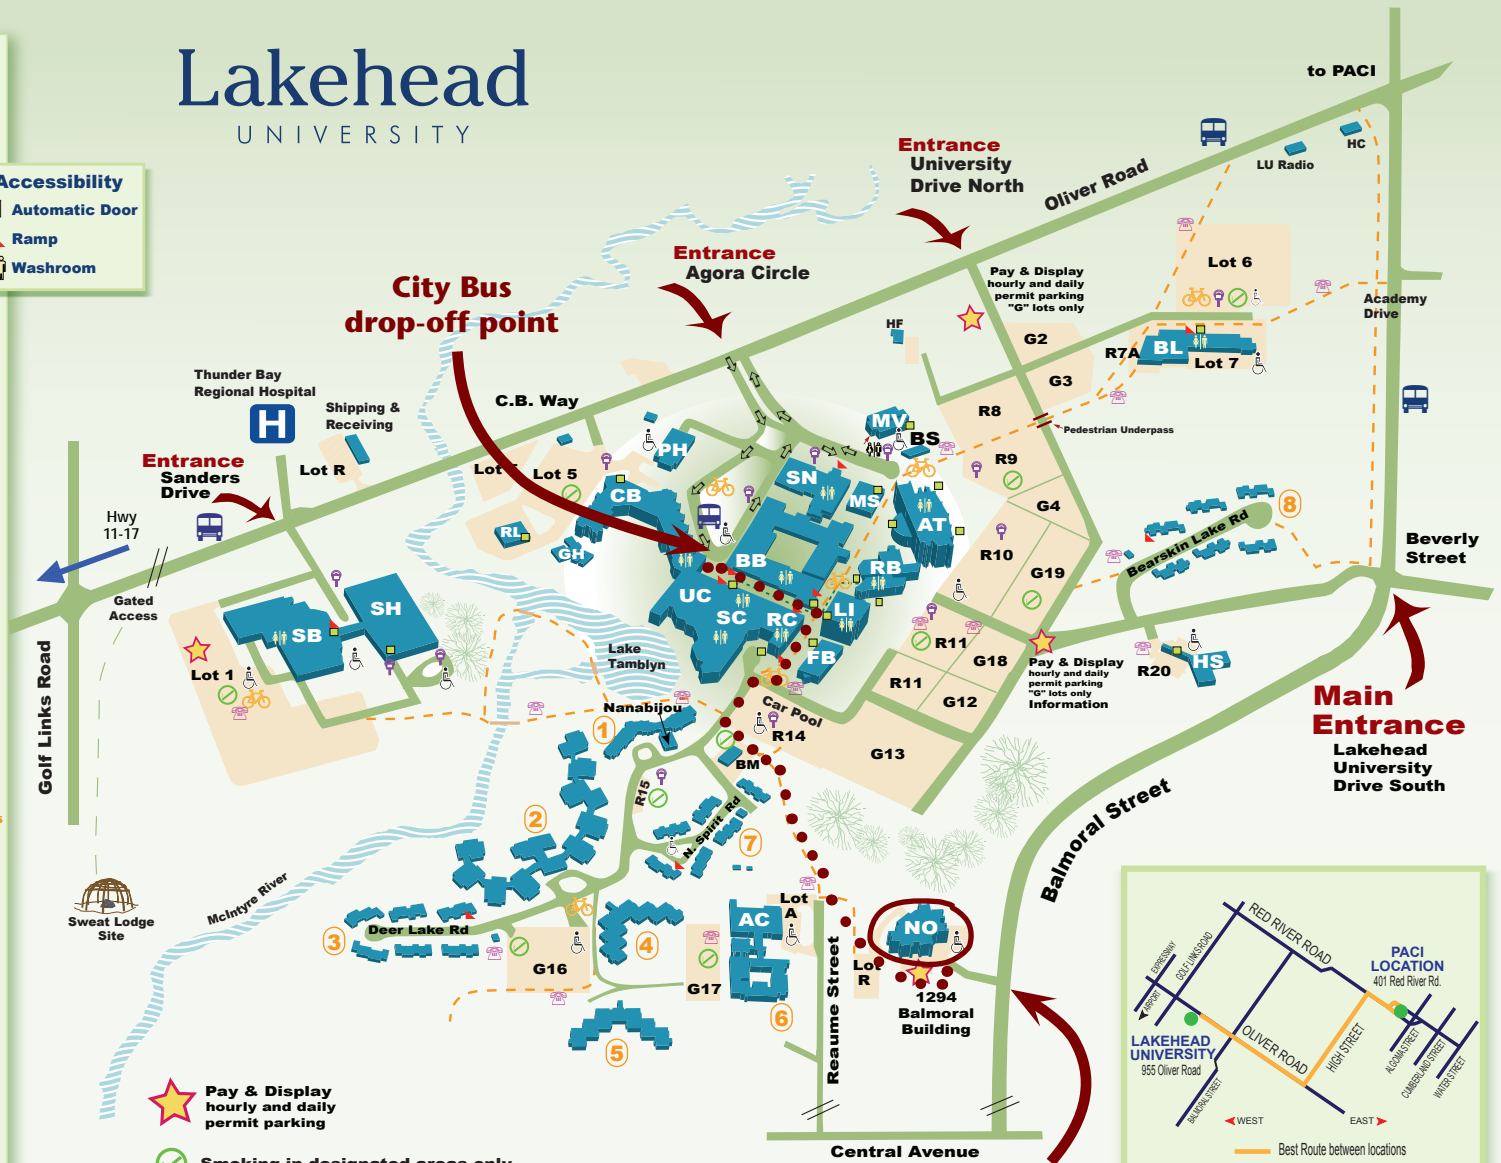 Lakehead
UNIVERSITY
Accessibility
Automatic Door
Ramp
Washroom
to PACI
HC
LU Radio
Entrance
University
Drive North
Oliver Road
Entrance
Agora Circle
City Bus
drop-off point
Pay & Display
hourly and daily
permit parking
"G" lots only
Lot 6
Academy
Drive
HF
G2
R7A
BL
Lot 7
G3
Thunder Bay
Regional Hospital
H
Shipping &
Receiving
C.B. Way
R8
MV
BS
Pedestrian Underpass
PH
Entrance
Sanders
Drive
Lot R
Lot
Lot 5
R9
SN
MS
CB
G4
8
Hwy
11-17
RL
AT
Bearskin Lake Rd
Beverly
Street
GH
BB
R10
RB
G19
Gated
Access
SH
UC
SC
RC
LI
SB
Lake
Tamblyn
FB
R11
G18
Pay & Display
hourly and daily
permit parking
"G" lots only
Information
R20
HS
Lot 1
R11
G12
Main
Entrance
Lakehead
University
Drive South
Golf Links Road
Nanabijou
Car Pool
R14
1
G13
BM
R15
2
N. Spirit Rd
7
Balmoral Street
McIntyre River
Sweat Lodge
Site
Deer Lake Rd
3
4
AC
Lot
A
NO
G16
G17
Lot
R
1294
Balmoral
Building
6
5
Reaume Street
Central Avenue
Pay & Display
hourly and daily
permit parking
Smoking in designated areas only
RED RIVER ROAD
EXPRESSWAY
GOLF LINKS ROAD
AIRPORT
PACI
LOCATION
401 Red River Rd.
LAKEHEAD
UNIVERSITY
955 Oliver Road
OLIVER ROAD
HIGH STREET
ALGOMA STREET
CUMBERLAND STREET
WATER STREET
BALMORAL STREET
WEST
EAST
Best Route between locations